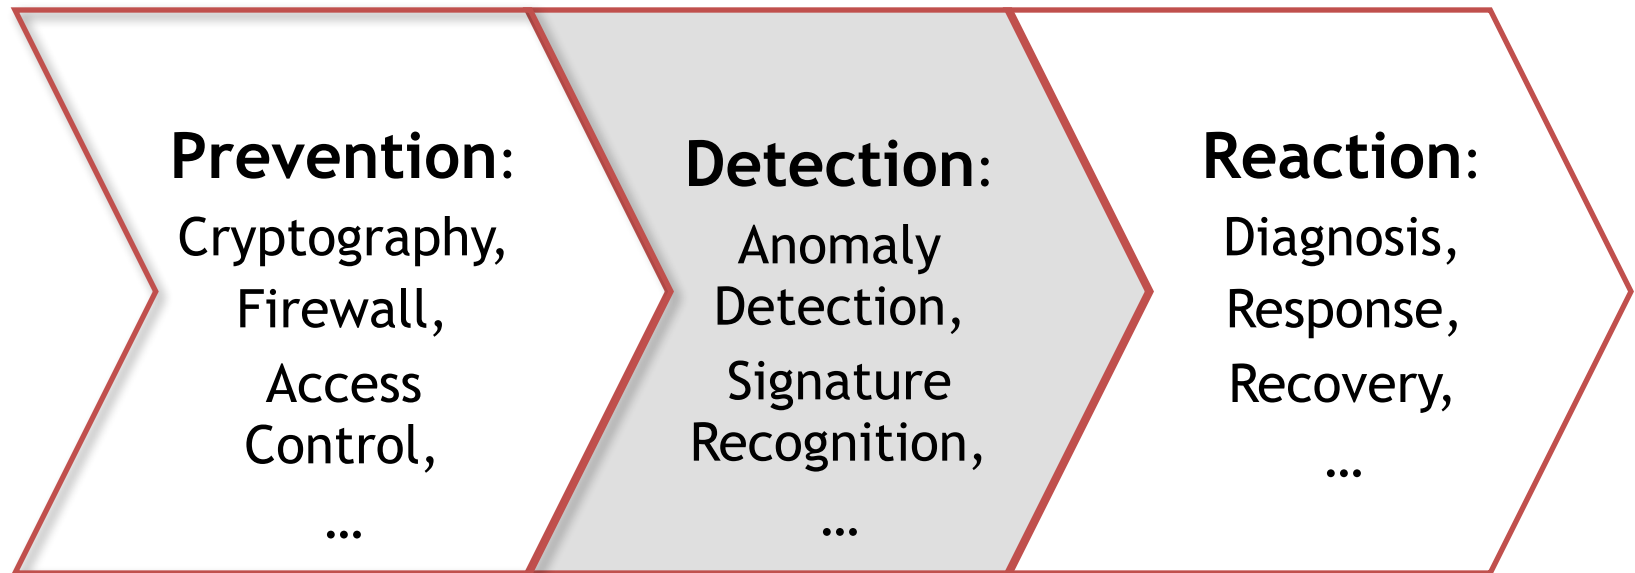 Prevention:
Cryptography,
Firewall,
Access
Control,
…
Detection:
Anomaly
Detection,
Signature
Recognition,
…
Reaction:
Diagnosis,
Response,
Recovery,
…